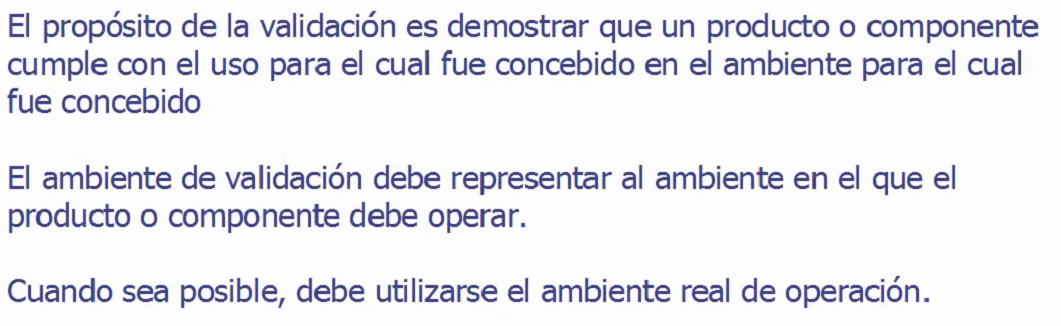 El propósito de la validación es demostrar que un producto o componente
cumple con el uso para el cual fue concebido en el ambiente para el cual
fue concebido
El ambiente de validación debe representar al ambiente en el que el
producto o componente debe operar.
Cuando sea posible, debe utilizarse el ambiente real de operación.